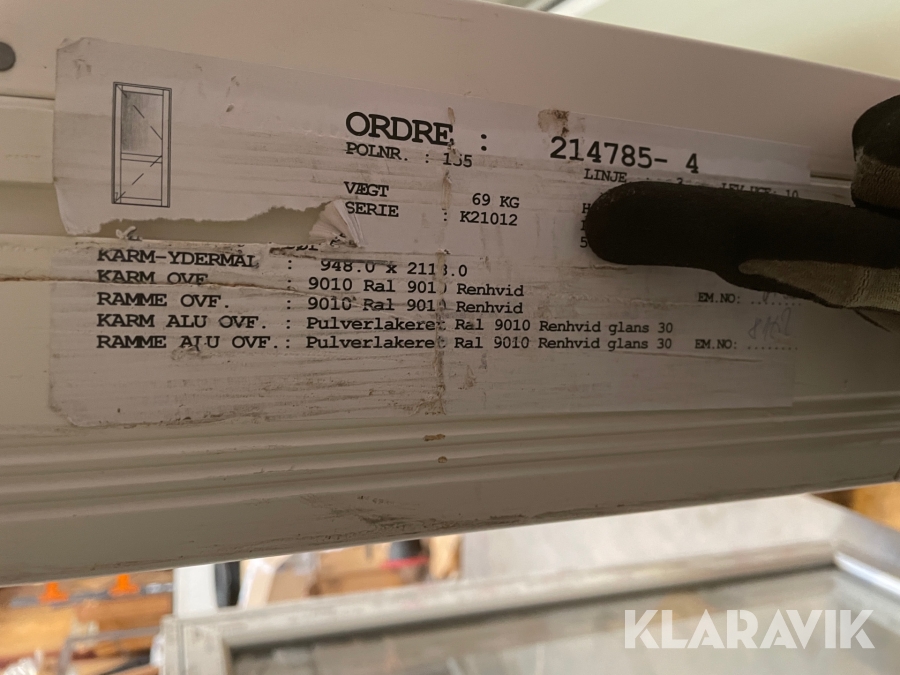 ORDRE : 214785- 4
POLNR. :
LINJE
VÆGT 69 KG
SERIE : K21012
KARM-YDERMÅL : 948.0 x 2118.0
KARM OVF. : 9010 Ral 9010 Renhvid
RAMME OVF. : 9010 Ral 9010 Renhvid
EM.NO:
KARM ALU OVF. : Pulverlakeret Ral 9010 Renhvid glans 30
RAMME ALU OVF.: Pulverlakeret Ral 9010 Renhvid glans 30 EM.NO: ........
KLARAVIK